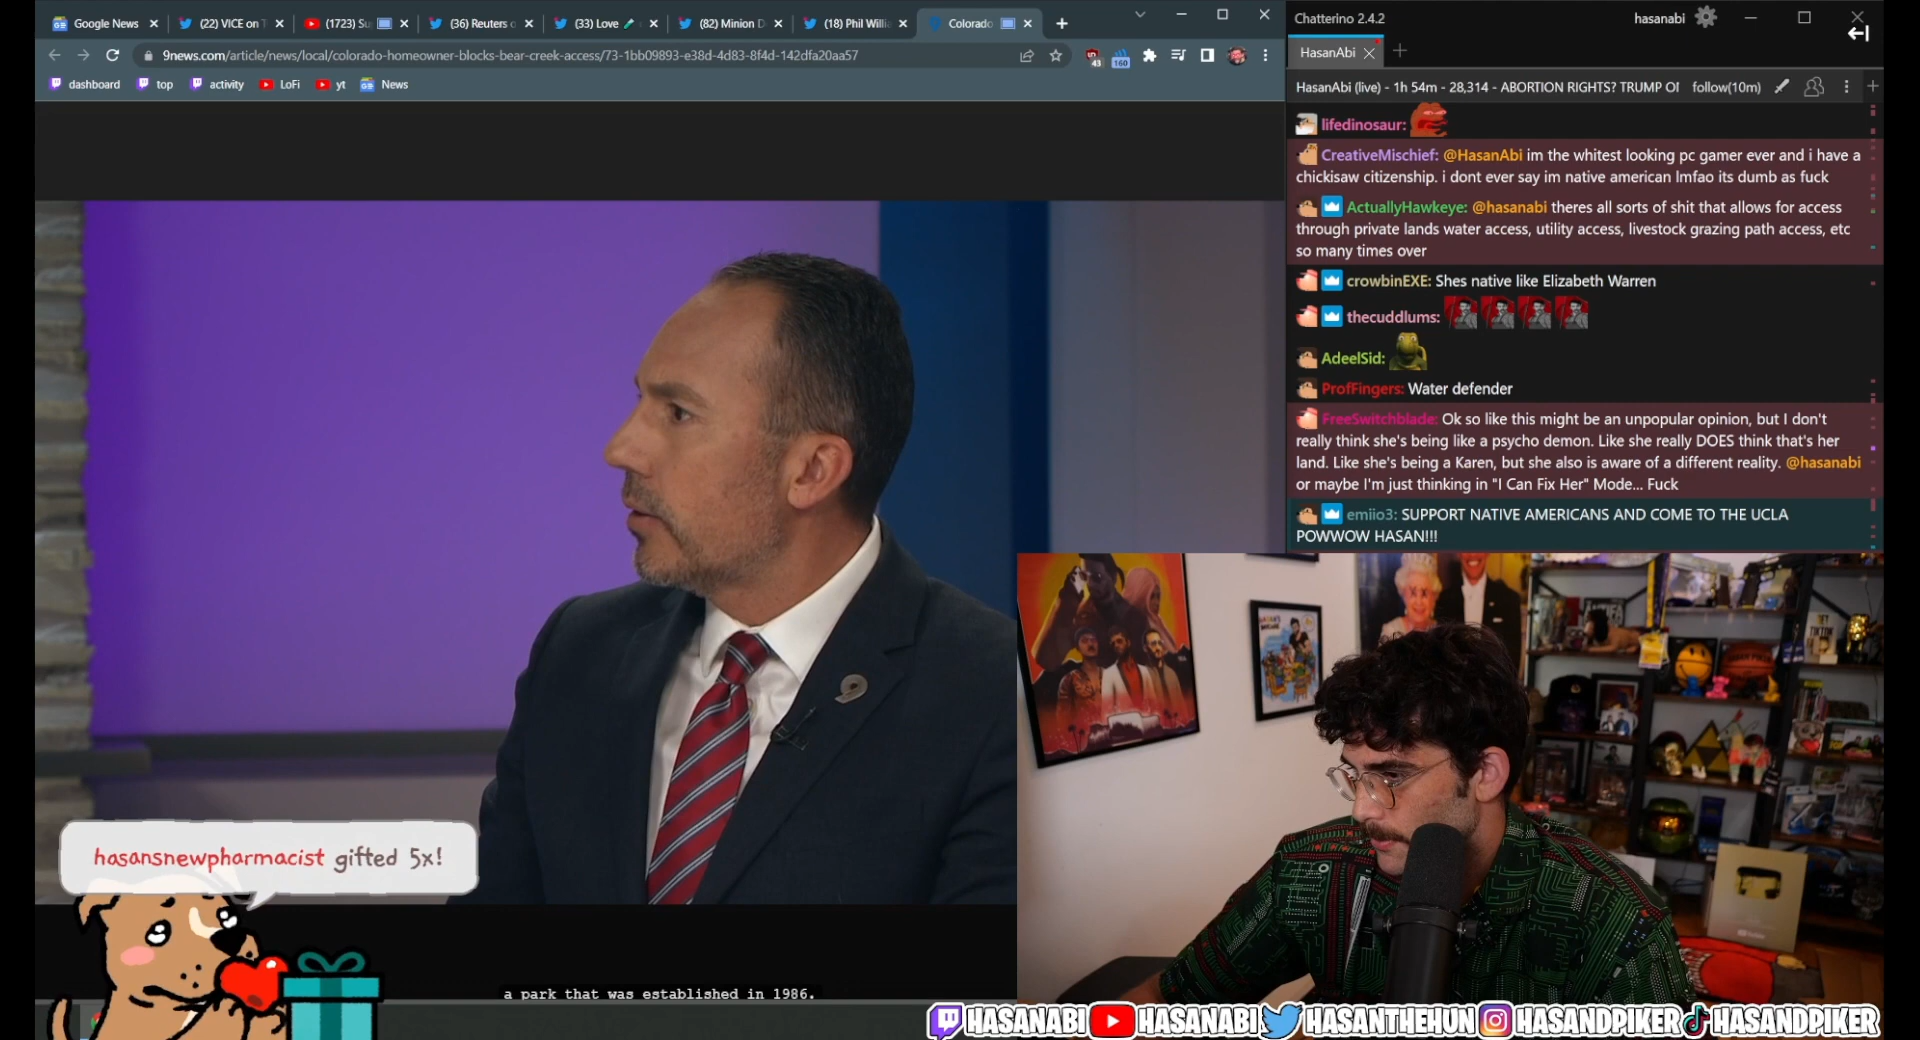 Google News
(22) VICE on T
(1723) Su
(36) Reuters o
(33) Love
(82) Minion D
(18) Phil Willia
Colorado
9news.com/article/news/local/colorado-homeowner-blocks-bear-creek-access/73-1bb09893-e38d-4d83-8f4d-142dfa20aa57
43
160
dashboard
top
activity
LoFi
yt
News
Chatterino 2.4.2
hasanabi
HasanAbi
HasanAbi (live) - 1h 54m - 28,314 - ABORTION RIGHTS? TRUMP OI
follow(10m)
lifedinosaur:
CreativeMischief: @HasanAbi im the whitest looking pc gamer ever and i have a
chickisaw citizenship. i dont ever say im native american lmfao its dumb as fuck
ActuallyHawkeye: @hasanabi theres all sorts of shit that allows for access
through private lands water access, utility access, livestock grazing path access, etc
so many times over
crowbinEXE: Shes native like Elizabeth Warren
thecuddlums:
AdeelSid:
ProfFingers: Water defender
FreeSwitchblade: Ok so like this might be an unpopular opinion, but I don't
really think she's being like a psycho demon. Like she really DOES think that's her
land. Like she's being a Karen, but she also is aware of a different reality. @hasanabi
or maybe I'm just thinking in "I Can Fix Her" Mode... Fuck
emiio3: SUPPORT NATIVE AMERICANS AND COME TO THE UCLA
POWWOW HASAN!!!
hasansnewpharmacist gifted 5x!
a park that was established in 1986.
HASANABI
HASANABI
HASANTHEHUN
HASANDPIKER
HASANDPIKER